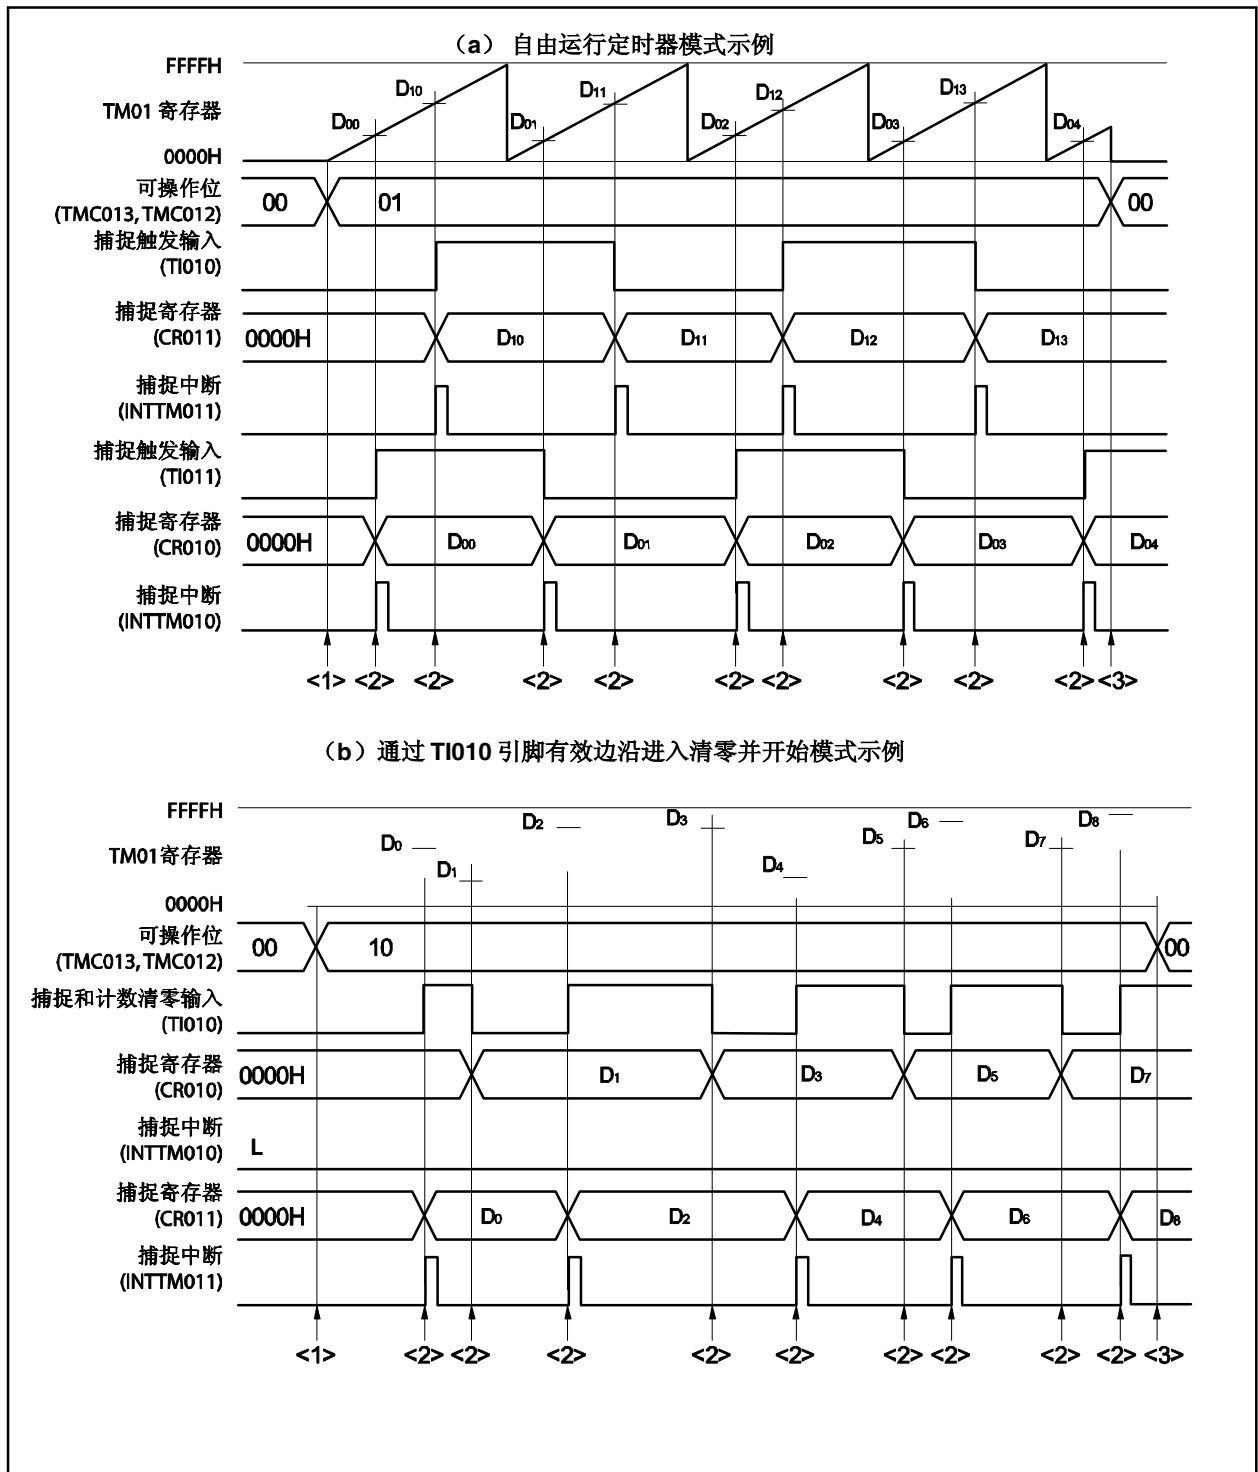 （a） 自由运行定时器模式示例
FFFFH
TM01 寄存器
0000H
D00 D10 D01 D11 D02 D12 D03 D13 D04
可操作位
(TMC013, TMC012)
00 01 00
捕捉触发输入
(TI010)
捕捉寄存器
(CR011)
0000H D10 D11 D12 D13
捕捉中断
(INTTM011)
捕捉触发输入
(TI011)
捕捉寄存器
(CR010)
0000H D00 D01 D02 D03 D04
捕捉中断
(INTTM010)
<1> <2> <2> <2> <2> <2> <2> <2> <2> <2> <3>
（b）通过 TI010 引脚有效边沿进入清零并开始模式示例
FFFFH
TM01寄存器
0000H
D0 D1 D2 D3 D4 D5 D6 D7 D8
可操作位
(TMC013, TMC012)
00 10 00
捕捉和计数清零输入
(TI010)
捕捉寄存器
(CR010)
0000H D1 D3 D5 D7
捕捉中断
(INTTM010)
L
捕捉寄存器
(CR011)
0000H D0 D2 D4 D6 D8
捕捉中断
(INTTM011)
<1> <2> <2> <2> <2> <2> <2> <2> <2> <2> <3>